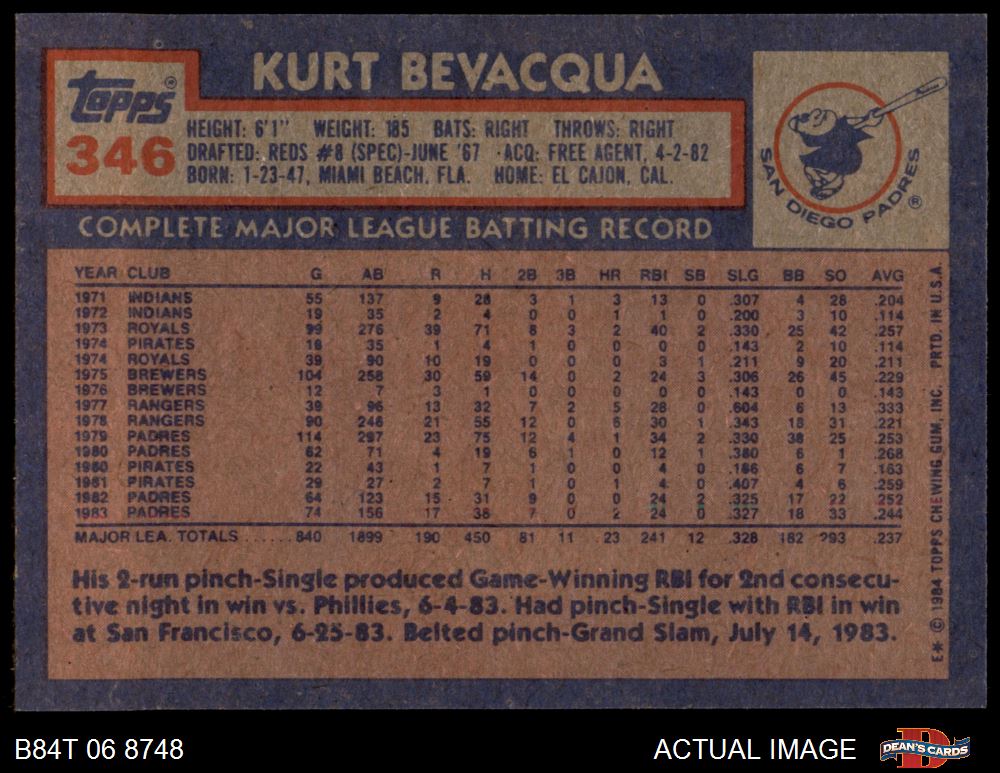 KURT BEVACQUA
topps®
346
HEIGHT: 6'1" WEIGHT: 185 BATS: RIGHT THROWS: RIGHT
DRAFTED: REDS #8 (SPEC)-JUNE '67 ·ACQ: FREE AGENT, 4-2-82
BORN: 1-23-47, MIAMI BEACH, FLA. HOME: EL CAJON, CAL.
Padres
SAN DIEGO PADRES®
COMPLETE MAJOR LEAGUE BATTING RECORD
YEAR CLUB G AB R H 2B 3B HR RBI SB SLG BB SO AVG
1971 INDIANS 55 137 9 28 3 1 3 13 0 .307 4 28 .204
1972 INDIANS 19 35 2 4 0 0 1 1 0 .200 3 10 .114
1973 ROYALS 99 276 39 71 8 3 2 40 2 .330 25 42 .257
1974 PIRATES 18 35 1 4 1 0 0 0 0 .143 2 10 .114
1974 ROYALS 39 90 10 19 0 0 0 3 1 .211 9 20 .211
1975 BREWERS 104 258 30 59 14 0 2 24 3 .306 26 45 .229
1976 BREWERS 12 7 3 1 0 0 0 0 0 .143 0 0 .143
1977 RANGERS 39 96 13 32 7 2 5 28 0 .604 6 13 .333
1978 RANGERS 90 248 21 55 12 0 6 30 1 .343 18 31 .221
1979 PADRES 114 297 23 75 12 4 1 34 2 .330 38 25 .253
1980 PADRES 62 71 4 19 6 1 0 12 1 .380 6 1 .268
1980 PIRATES 22 43 1 7 1 0 0 4 0 .186 6 7 .163
1981 PIRATES 29 27 2 7 1 0 1 4 0 .407 4 6 .259
1982 PADRES 64 123 15 31 9 0 0 24 2 .325 17 22 .252
1983 PADRES 74 156 17 38 7 0 2 24 0 .327 18 33 .244
MAJOR LEA. TOTALS ...... 840 1899 190 450 81 11 23 241 12 .328 182 293 .237
His 2-run pinch-Single produced Game-Winning RBI for 2nd consecu-
tive night in win vs. Phillies, 6-4-83. Had pinch-Single with RBI in win
at San Francisco, 6-25-83. Belted pinch-Grand Slam, July 14, 1983.
E* © 1984 TOPPS CHEWING GUM, INC. PRTD. IN U.S.A.
B84T 06 8748
ACTUAL IMAGE
D
DEAN'S CARDS